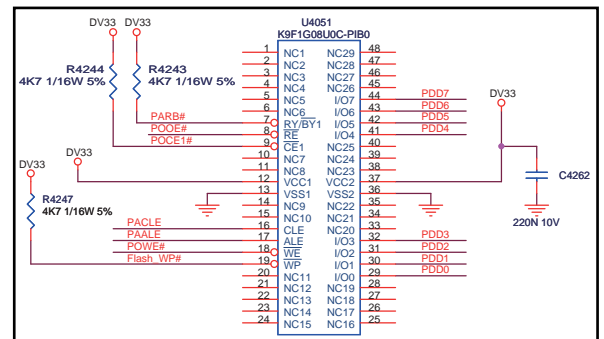 U4051
K9F1G08U0C-PIB0
DV33 DV33
R4244 R4243
4K7 1/16W 5% 4K7 1/16W 5%
1 NC1 NC29 48
2 NC2 NC28 47
3 NC3 NC27 46
4 NC4 NC26 45
5 NC5 I/O7 44 PDD7
6 NC6 I/O6 43 PDD6
PARB# 7 RY/BY1 I/O5 42 PDD5
POOE# 8 RE I/O4 41 PDD4
POCE1# 9 CE1 NC25 40
10 NC7 NC24 39
11 NC8 NC23 38
DV33 DV33 12 VCC1 VCC2 37 DV33
13 VSS1 VSS2 36
14 NC9 NC22 35
15 NC10 NC21 34
PACLE 16 CLE NC20 33
PAALE 17 ALE I/O3 32 PDD3
POWE# 18 WE I/O2 31 PDD2
Flash_WP# 19 WP I/O1 30 PDD1
20 NC11 I/O0 29 PDD0
21 NC12 NC19 28
22 NC13 NC18 27
23 NC14 NC17 26
24 NC15 NC16 25
R4247
4K7 1/16W 5%
C4262
220N 10V